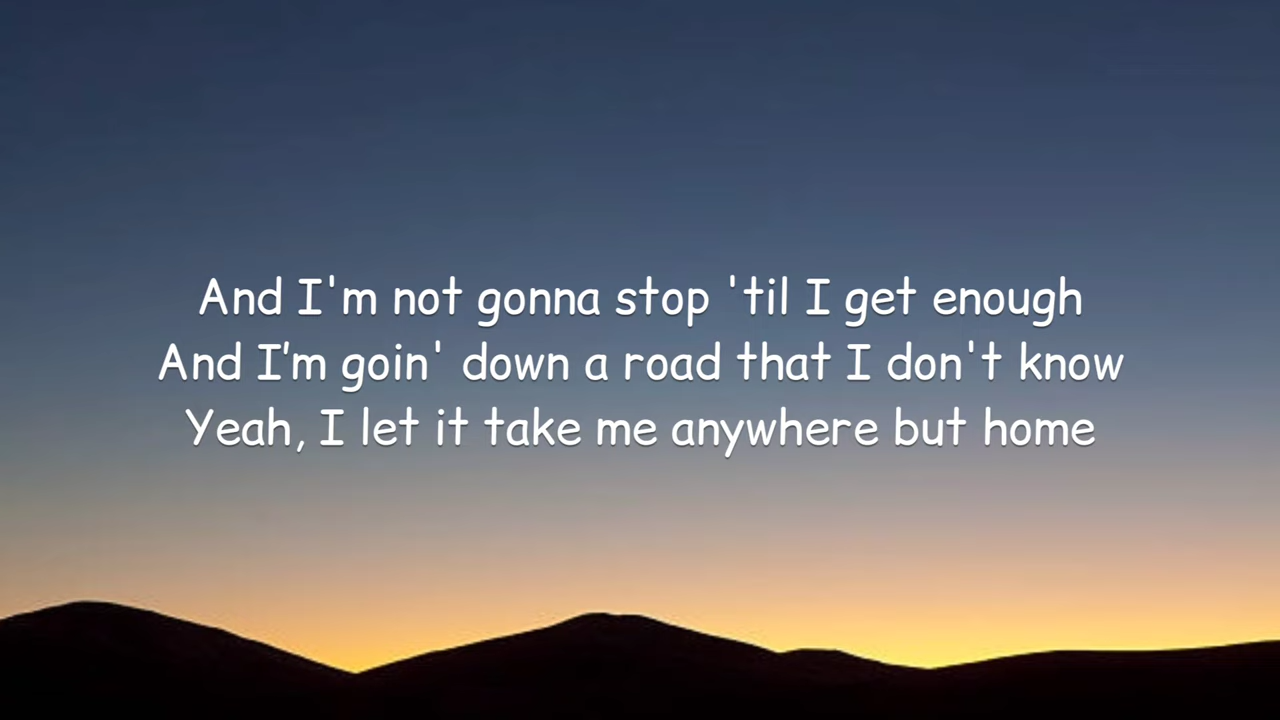 And I'm not gonna stop 'til I get enough
And I’m goin' down a road that I don't know
Yeah, I let it take me anywhere but home